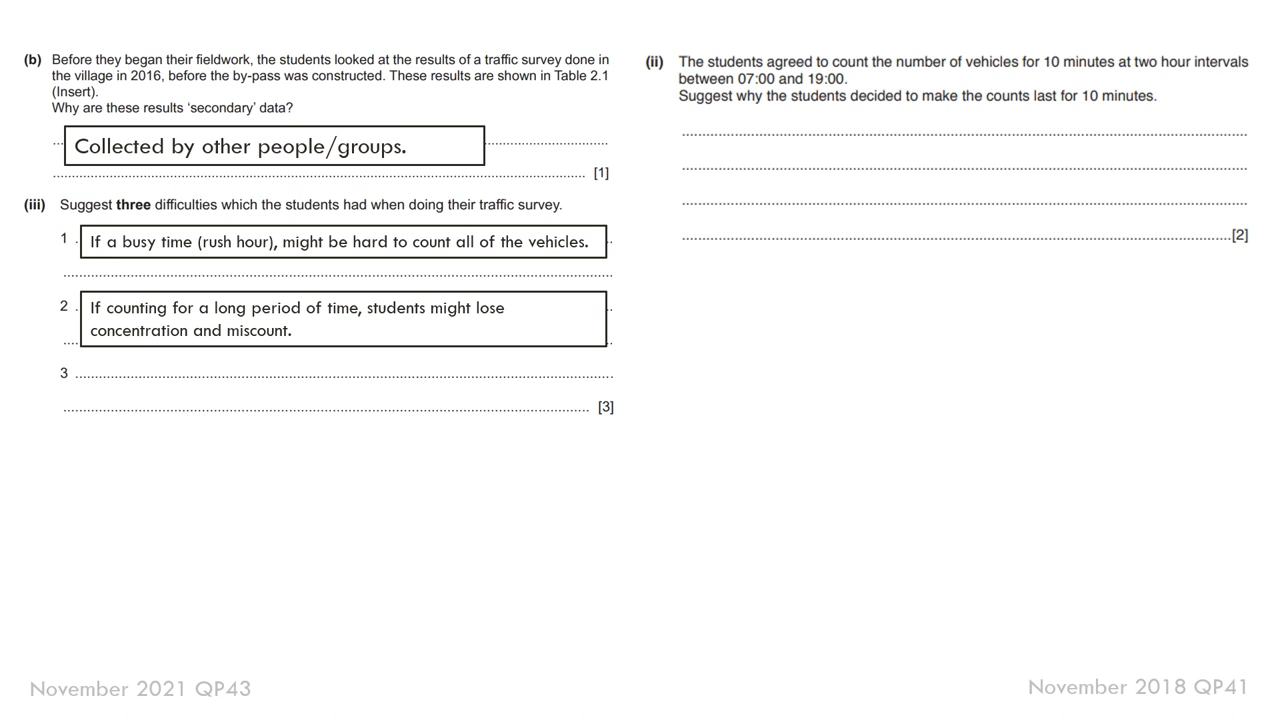 (b) Before they began their fieldwork, the students looked at the results of a traffic survey done in
the village in 2016, before the by-pass was constructed. These results are shown in Table 2.1
(Insert).
Why are these results ‘secondary’ data?
Collected by other people/groups.
[1]
(iii) Suggest three difficulties which the students had when doing their traffic survey.
1 If a busy time (rush hour), might be hard to count all of the vehicles.
2 If counting for a long period of time, students might lose
concentration and miscount.
3
[3]
(ii) The students agreed to count the number of vehicles for 10 minutes at two hour intervals
between 07:00 and 19:00.
Suggest why the students decided to make the counts last for 10 minutes.
[2]
November 2021 QP43
November 2018 QP41